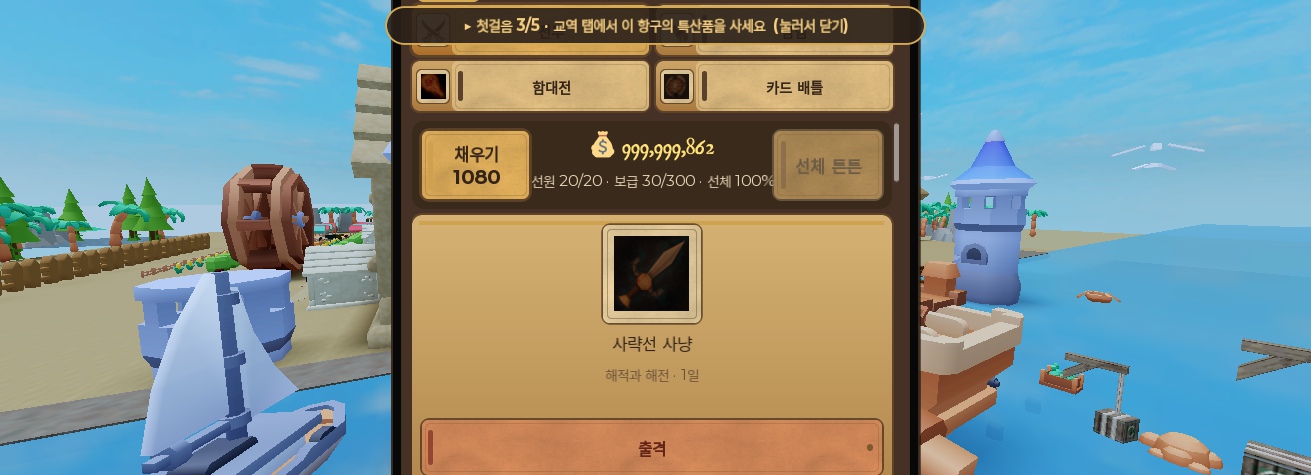 ▸ 첫걸음 3/5 · 교역 탭에서 이 항구의 특산품을 사세요 (눌러서 닫기)
함대전
카드 배틀
채우기
1080
999,999,862
선원 20/20 · 보급 30/300 · 선체 100%
선체 튼튼
사략선 사냥
해적과 해전 · 1일
출격